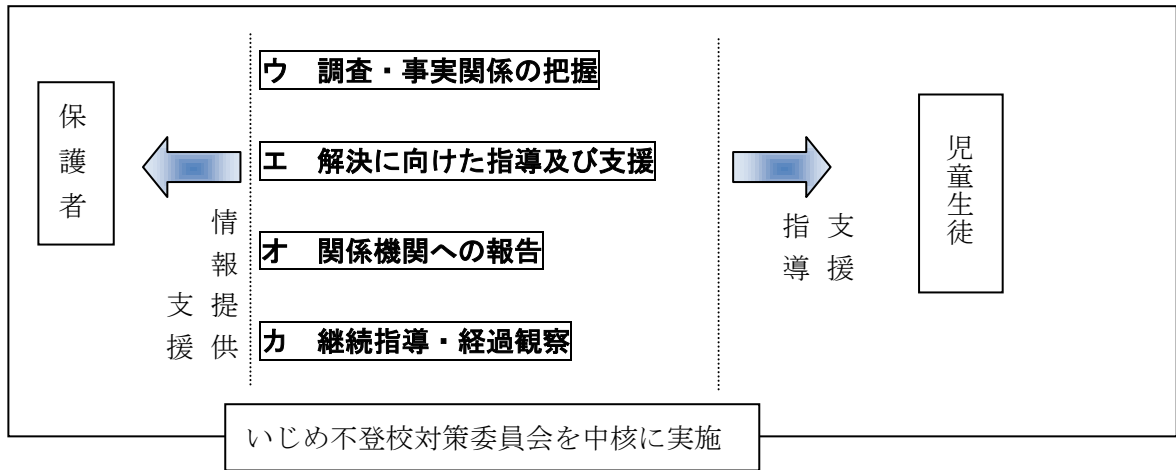 保護者
情報提供
支援
ウ 調査・事実関係の把握
エ 解決に向けた指導及び支援
オ 関係機関への報告
カ 継続指導・経過観察
支援
指導
児童生徒
いじめ不登校対策委員会を中核に実施